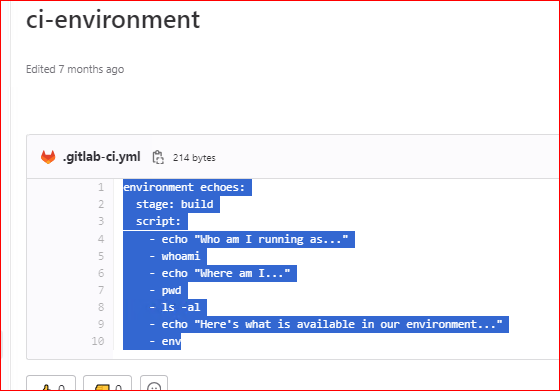 ci-environment
Edited 7 months ago
.gitlab-ci.yml 214 bytes
1 environment echoes:
2   stage: build
3   script:
4     - echo "Who am I running as..."
5     - whoami
6     - echo "Where am I..."
7     - pwd
8     - ls -al
9     - echo "Here's what is available in our environment..."
10     - env
0 0